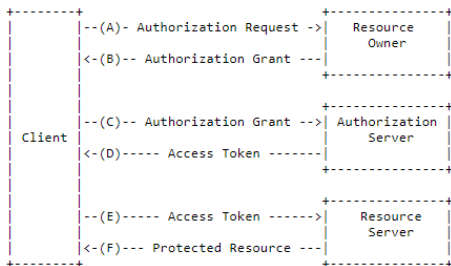 --(A)- Authorization Request ->| Resource
Owner
<-(B)-- Authorization Grant ---
--(C)-- Authorization Grant -->| Authorization
Client Server
<-(D)----- Access Token -------
--(E)----- Access Token ------>| Resource
Server
<-(F)--- Protected Resource ---